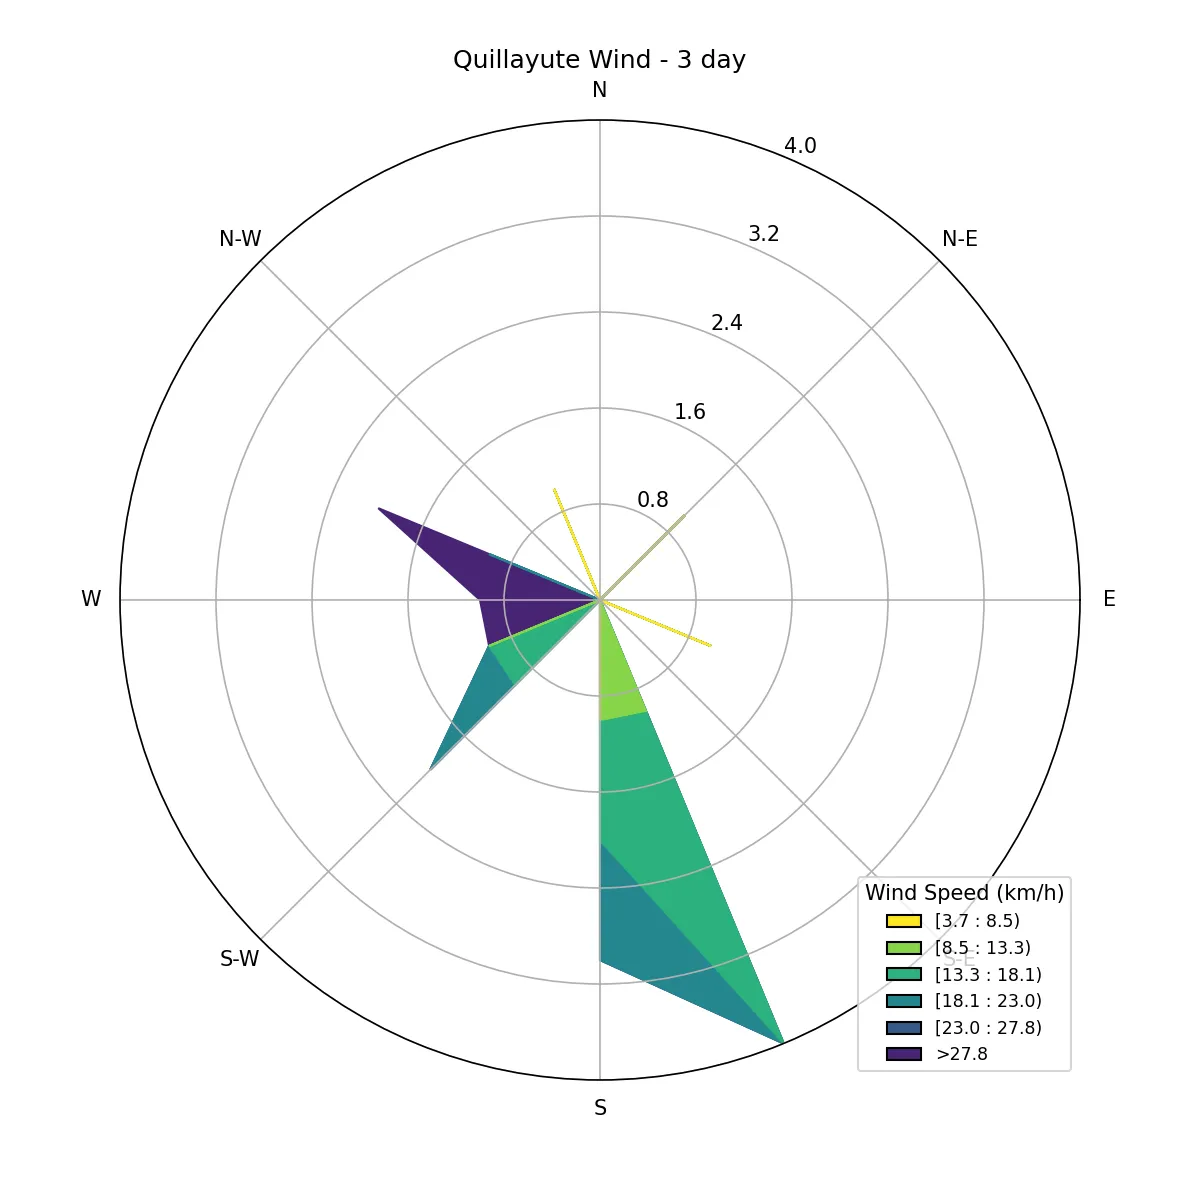 Quillayute Wind - 3 day
N
4.0
3.2
N-W
N-E
2.4
1.6
0.8
W
E
Wind Speed (km/h)
[3.7 : 8.5)
[8.5 : 13.3)
S-W
S-E
[13.3 : 18.1)
[18.1 : 23.0)
[23.0 : 27.8)
>27.8
S